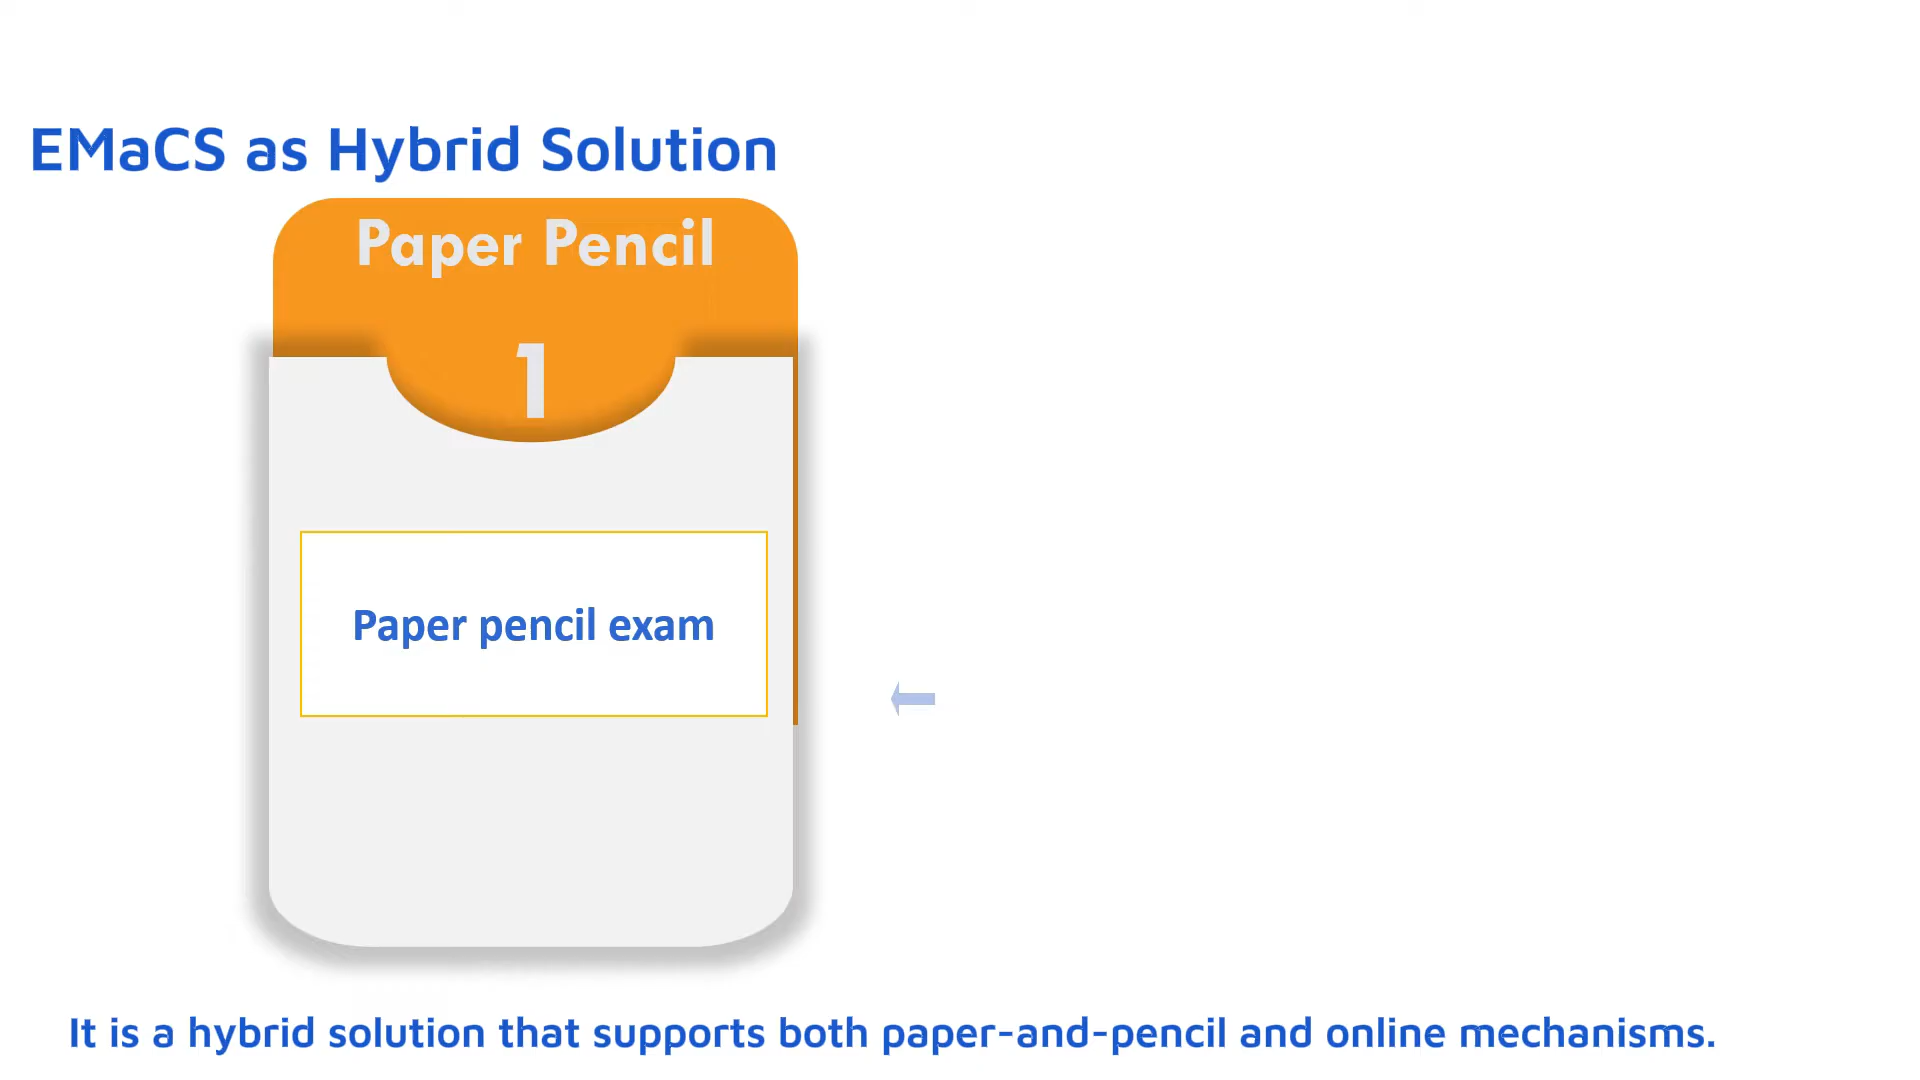 EMaCS as Hybrid Solution
Paper Pencil
1
Paper pencil exam
It is a hybrid solution that supports both paper-and-pencil and online mechanisms.